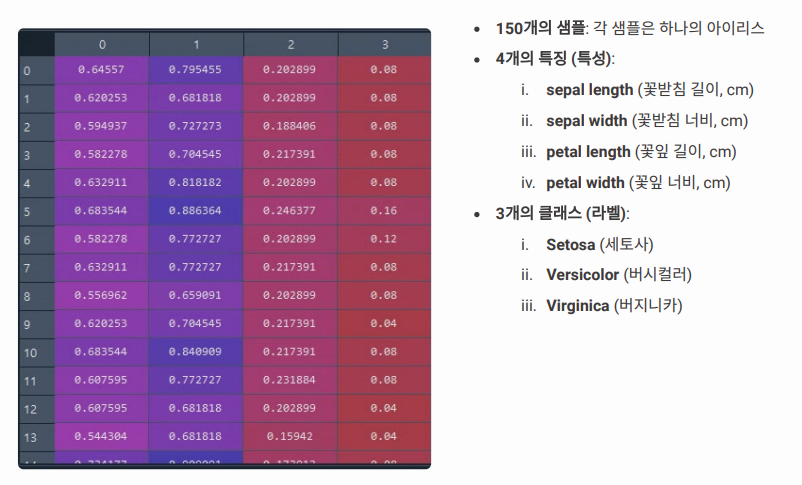 0 1 2 3
0 0.64557 0.795455 0.202899 0.08
1 0.620253 0.681818 0.202899 0.08
2 0.594937 0.727273 0.188406 0.08
3 0.582278 0.704545 0.217391 0.08
4 0.632911 0.818182 0.202899 0.08
5 0.683544 0.886364 0.246377 0.16
6 0.582278 0.772727 0.202899 0.12
7 0.632911 0.772727 0.217391 0.08
8 0.556962 0.659091 0.202899 0.08
9 0.620253 0.704545 0.217391 0.04
10 0.683544 0.840909 0.217391 0.08
11 0.607595 0.772727 0.231884 0.08
12 0.607595 0.681818 0.202899 0.04
13 0.544304 0.681818 0.15942 0.04
• 150개의 샘플: 각 샘플은 하나의 아이리스
• 4개의 특징 (특성):
i. sepal length (꽃받침 길이, cm)
ii. sepal width (꽃받침 너비, cm)
iii. petal length (꽃잎 길이, cm)
iv. petal width (꽃잎 너비, cm)
• 3개의 클래스 (라벨):
i. Setosa (세토사)
ii. Versicolor (버시컬러)
iii. Virginica (버지니카)